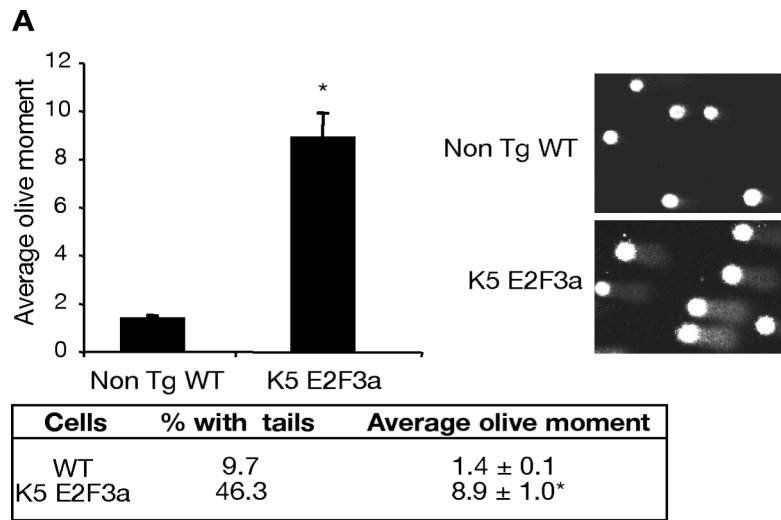 A
Average olive moment
12
10
8
6
4
2
0
*
Non Tg WT
K5 E2F3a
Non Tg WT
K5 E2F3a
Cells % with tails Average olive moment
WT 9.7 1.4 ± 0.1
K5 E2F3a 46.3 8.9 ± 1.0*